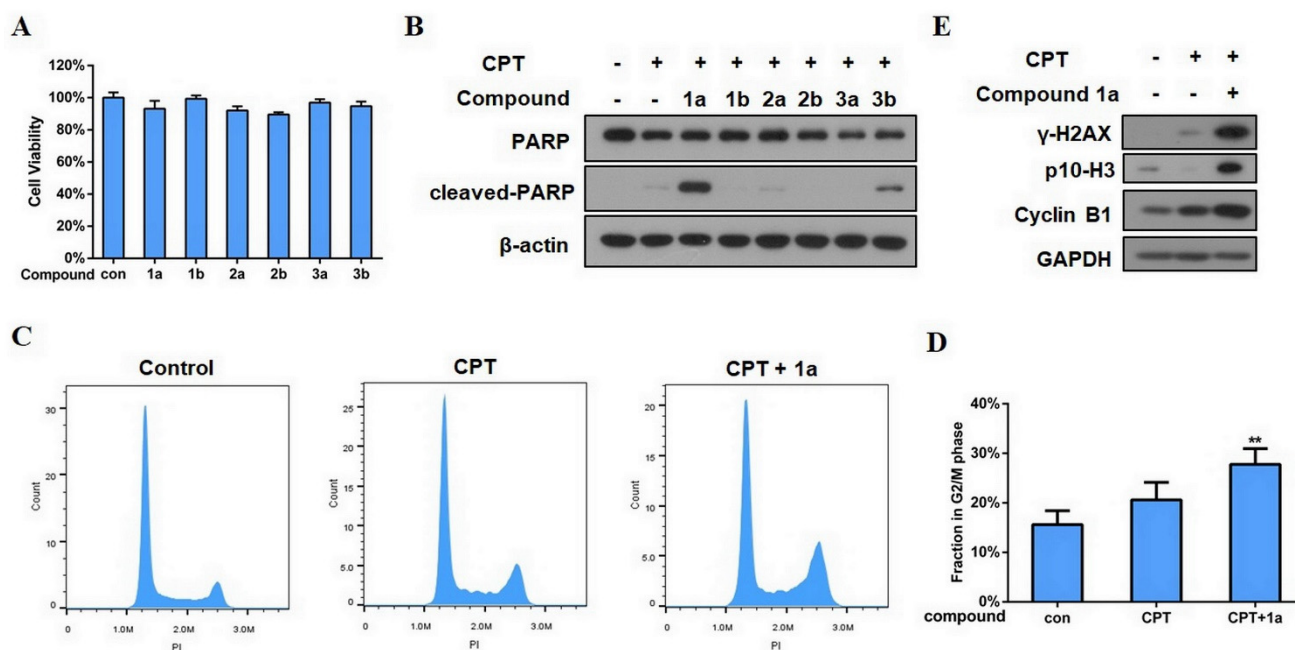 A
120%
100%
80%
60%
40%
20%
0%
Cell Viability
Compound con 1a 1b 2a 2b 3a 3b
B
CPT - + + + + + + +
Compound - - 1a 1b 2a 2b 3a 3b
PARP
cleaved-PARP
β-actin
E
CPT - + +
Compound 1a - - +
γ-H2AX
p10-H3
Cyclin B1
GAPDH
C
Control
30
20
10
0
Count
0 1.0M 2.0M 3.0M
PI
CPT
25
20
15
10
5.0
0
Count
0 1.0M 2.0M 3.0M
PI
CPT + 1a
20
15
10
5.0
0
Count
0 1.0M 2.0M 3.0M
PI
D
40%
30%
20%
10%
0%
Fraction in G2/M phase
**
compound con CPT CPT+1a